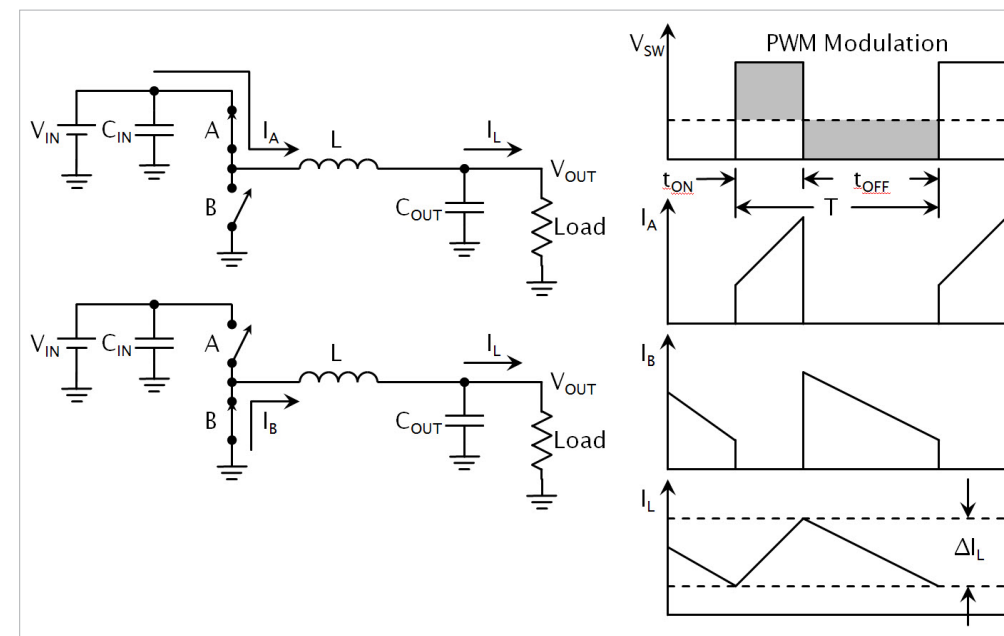 V_SW PWM Modulation
V_IN C_IN A I_A L I_L V_OUT
B C_OUT Load
t_ON t_OFF
T
I_A
V_IN C_IN A L I_L V_OUT
B I_B C_OUT Load
I_B
I_L
ΔI_L